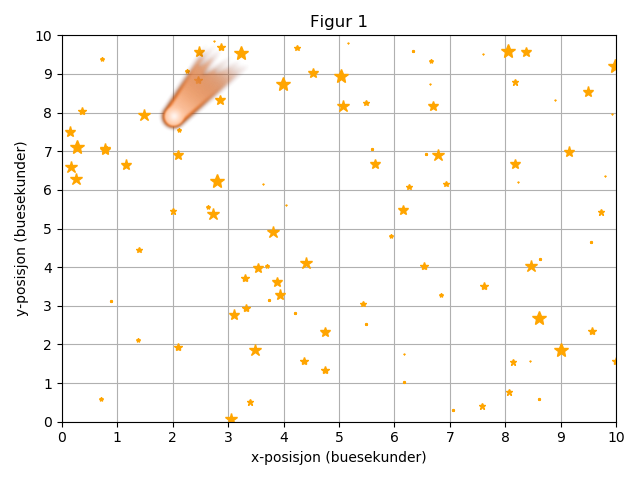 Figur 1
10
9
8
7
6
5
4
3
2
1
0
y-posisjon (buesekunder)
0 1 2 3 4 5 6 7 8 9 10
x-posisjon (buesekunder)